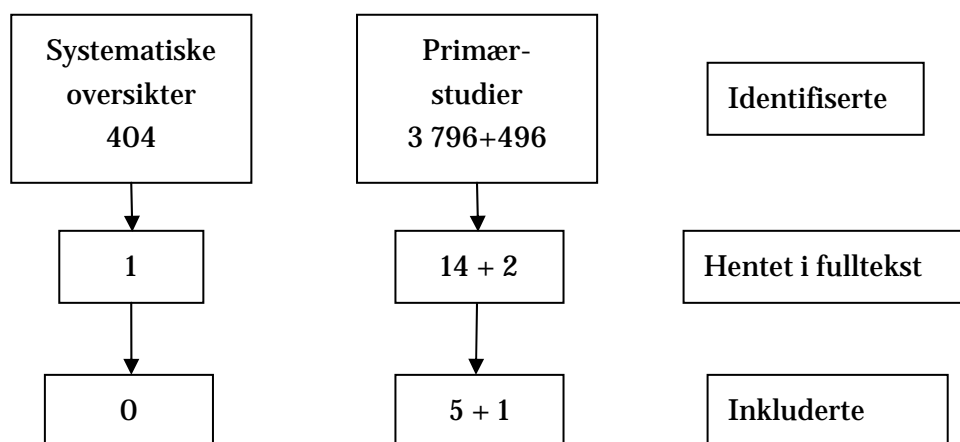 Systematiske
oversikter
404
Primær-
studier
3 796+496
Identifiserte
1
14 + 2
Hentet i fulltekst
0
5 + 1
Inkluderte